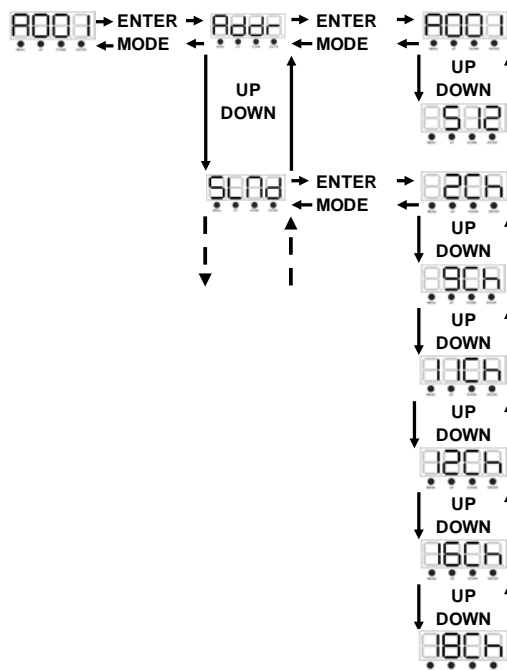 A001 ENTER Addr ENTER A001
MODE MODE
UP
DOWN
UP
DOWN
512
SLNd ENTER 2Ch
MODE
UP
DOWN
9Ch
UP
DOWN
11Ch
UP
DOWN
12Ch
UP
DOWN
16Ch
UP
DOWN
18Ch